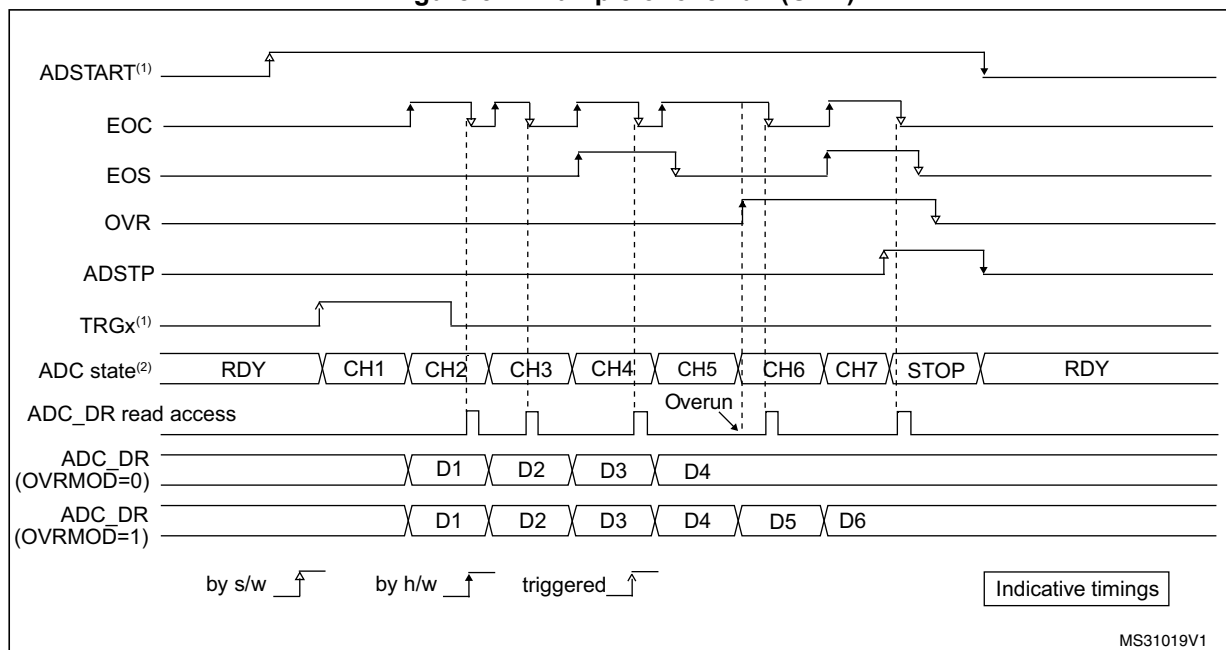 ADSTART(1)
EOC
EOS
OVR
ADSTP
TRGx(1)
ADC state(2) RDY CH1 CH2 CH3 CH4 CH5 CH6 CH7 STOP RDY
ADC_DR read access
Overun
ADC_DR
(OVRMOD=0) D1 D2 D3 D4
ADC_DR
(OVRMOD=1) D1 D2 D3 D4 D5 D6
by s/w by h/w triggered
Indicative timings
MS31019V1